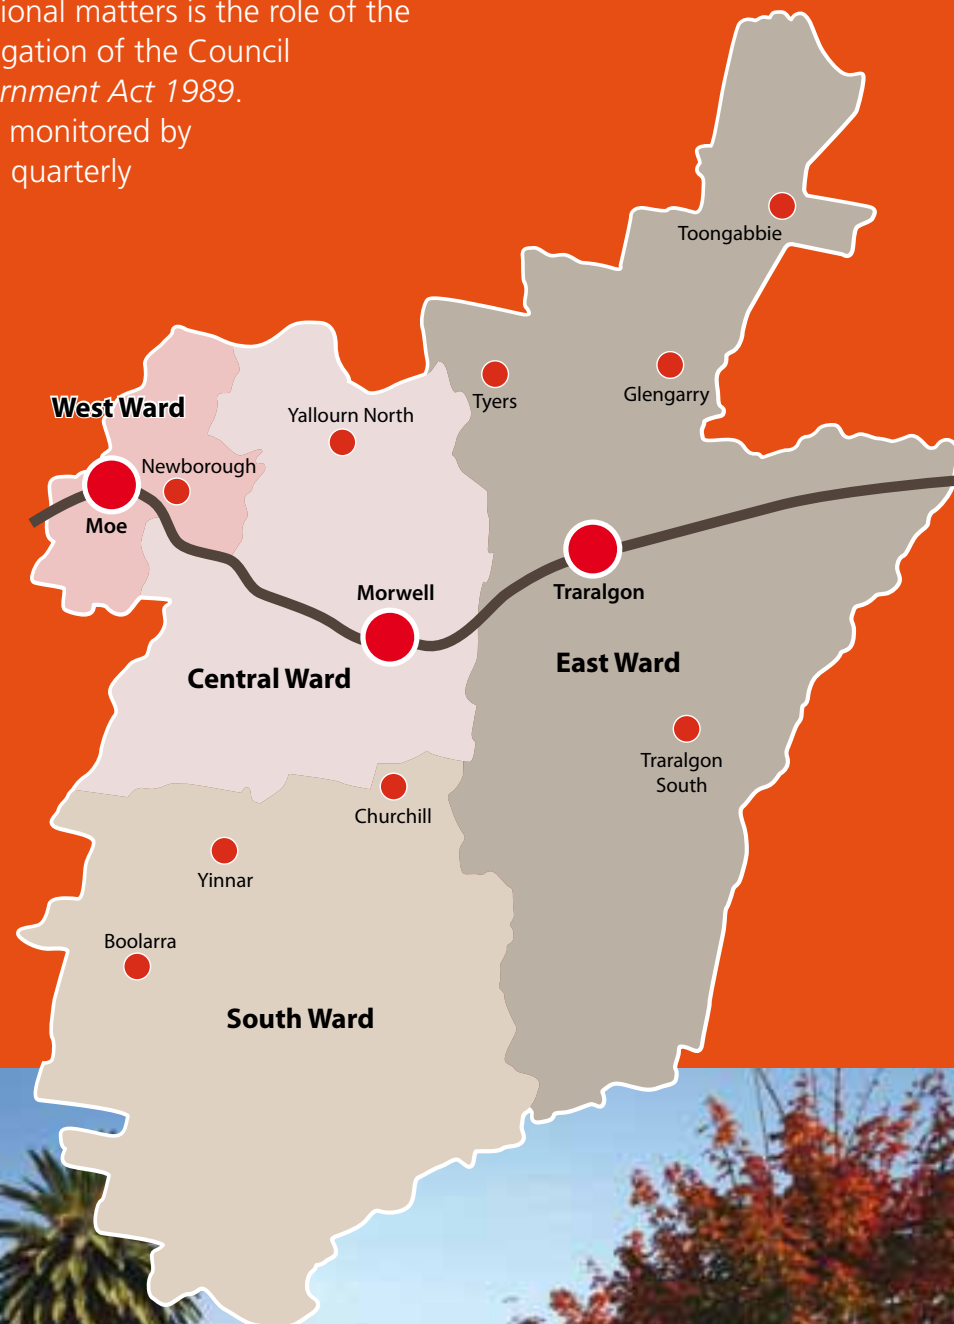 ional matters is the role of the
gation of the Council
rnment Act 1989.
monitored by
quarterly
Toongabbie
Tyers
Glengarry
West Ward
Yallourn North
Newborough
Moe
Morwell
Traralgon
Central Ward
East Ward
Traralgon
South
Churchill
Yinnar
Boolarra
South Ward